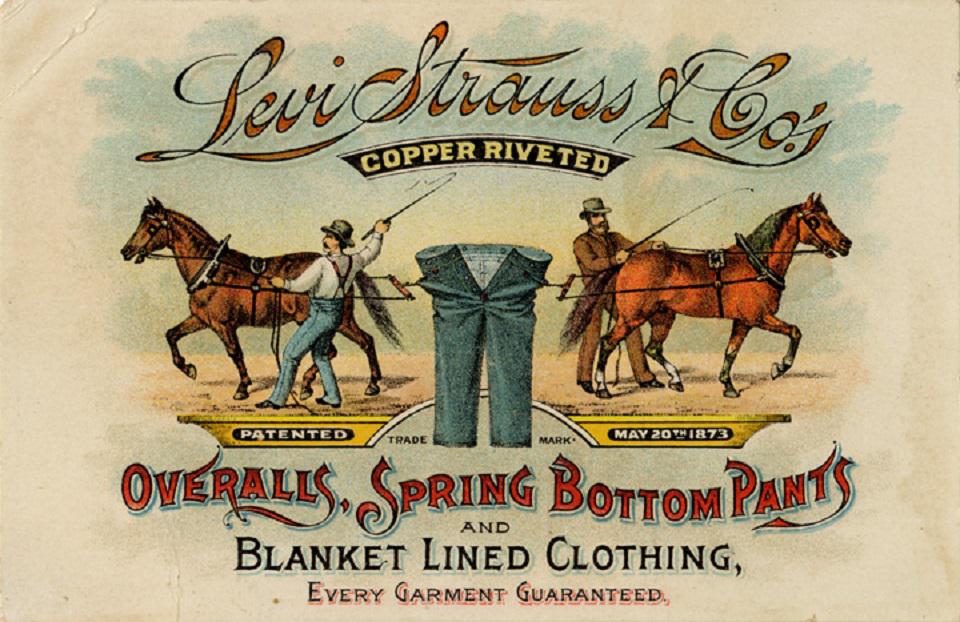 Levi Strauss & Co's
COPPER RIVETED
PATENTED
TRADE MARK.
MAY 20TH 1873
OVERALLS, SPRING BOTTOM PANTS
AND
BLANKET LINED CLOTHING,
EVERY GARMENT GUARANTEED.